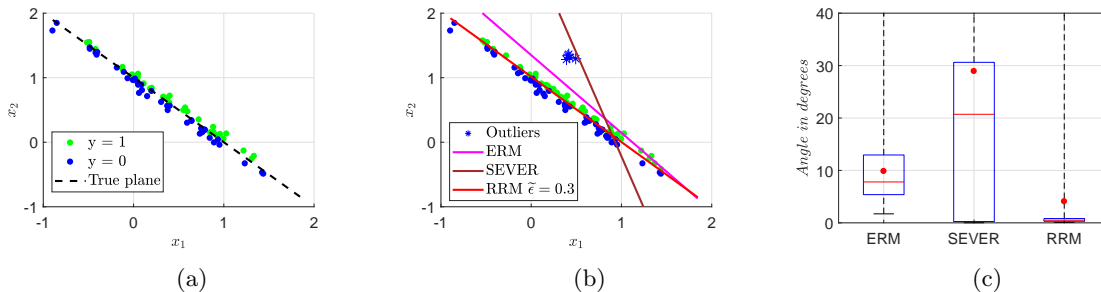 2
1
0
-1
-1
0
1
2
x₂
x₁
y = 1
y = 0
True plane
(a)
2
1
0
-1
-1
0
1
2
x₂
x₁
Outliers
ERM
SEVER
RRM ε̃ = 0.3
(b)
40
30
20
10
0
Angle in degrees
ERM
SEVER
RRM
(c)